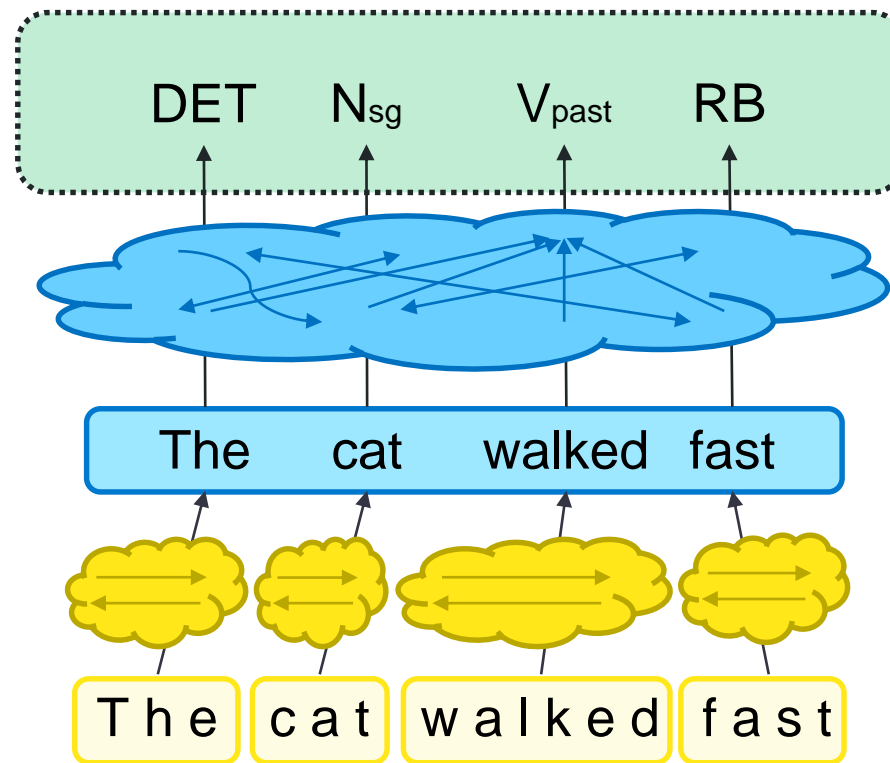 DET Nsg Vpast RB
The cat walked fast
T h e c a t w a l k e d f a s t